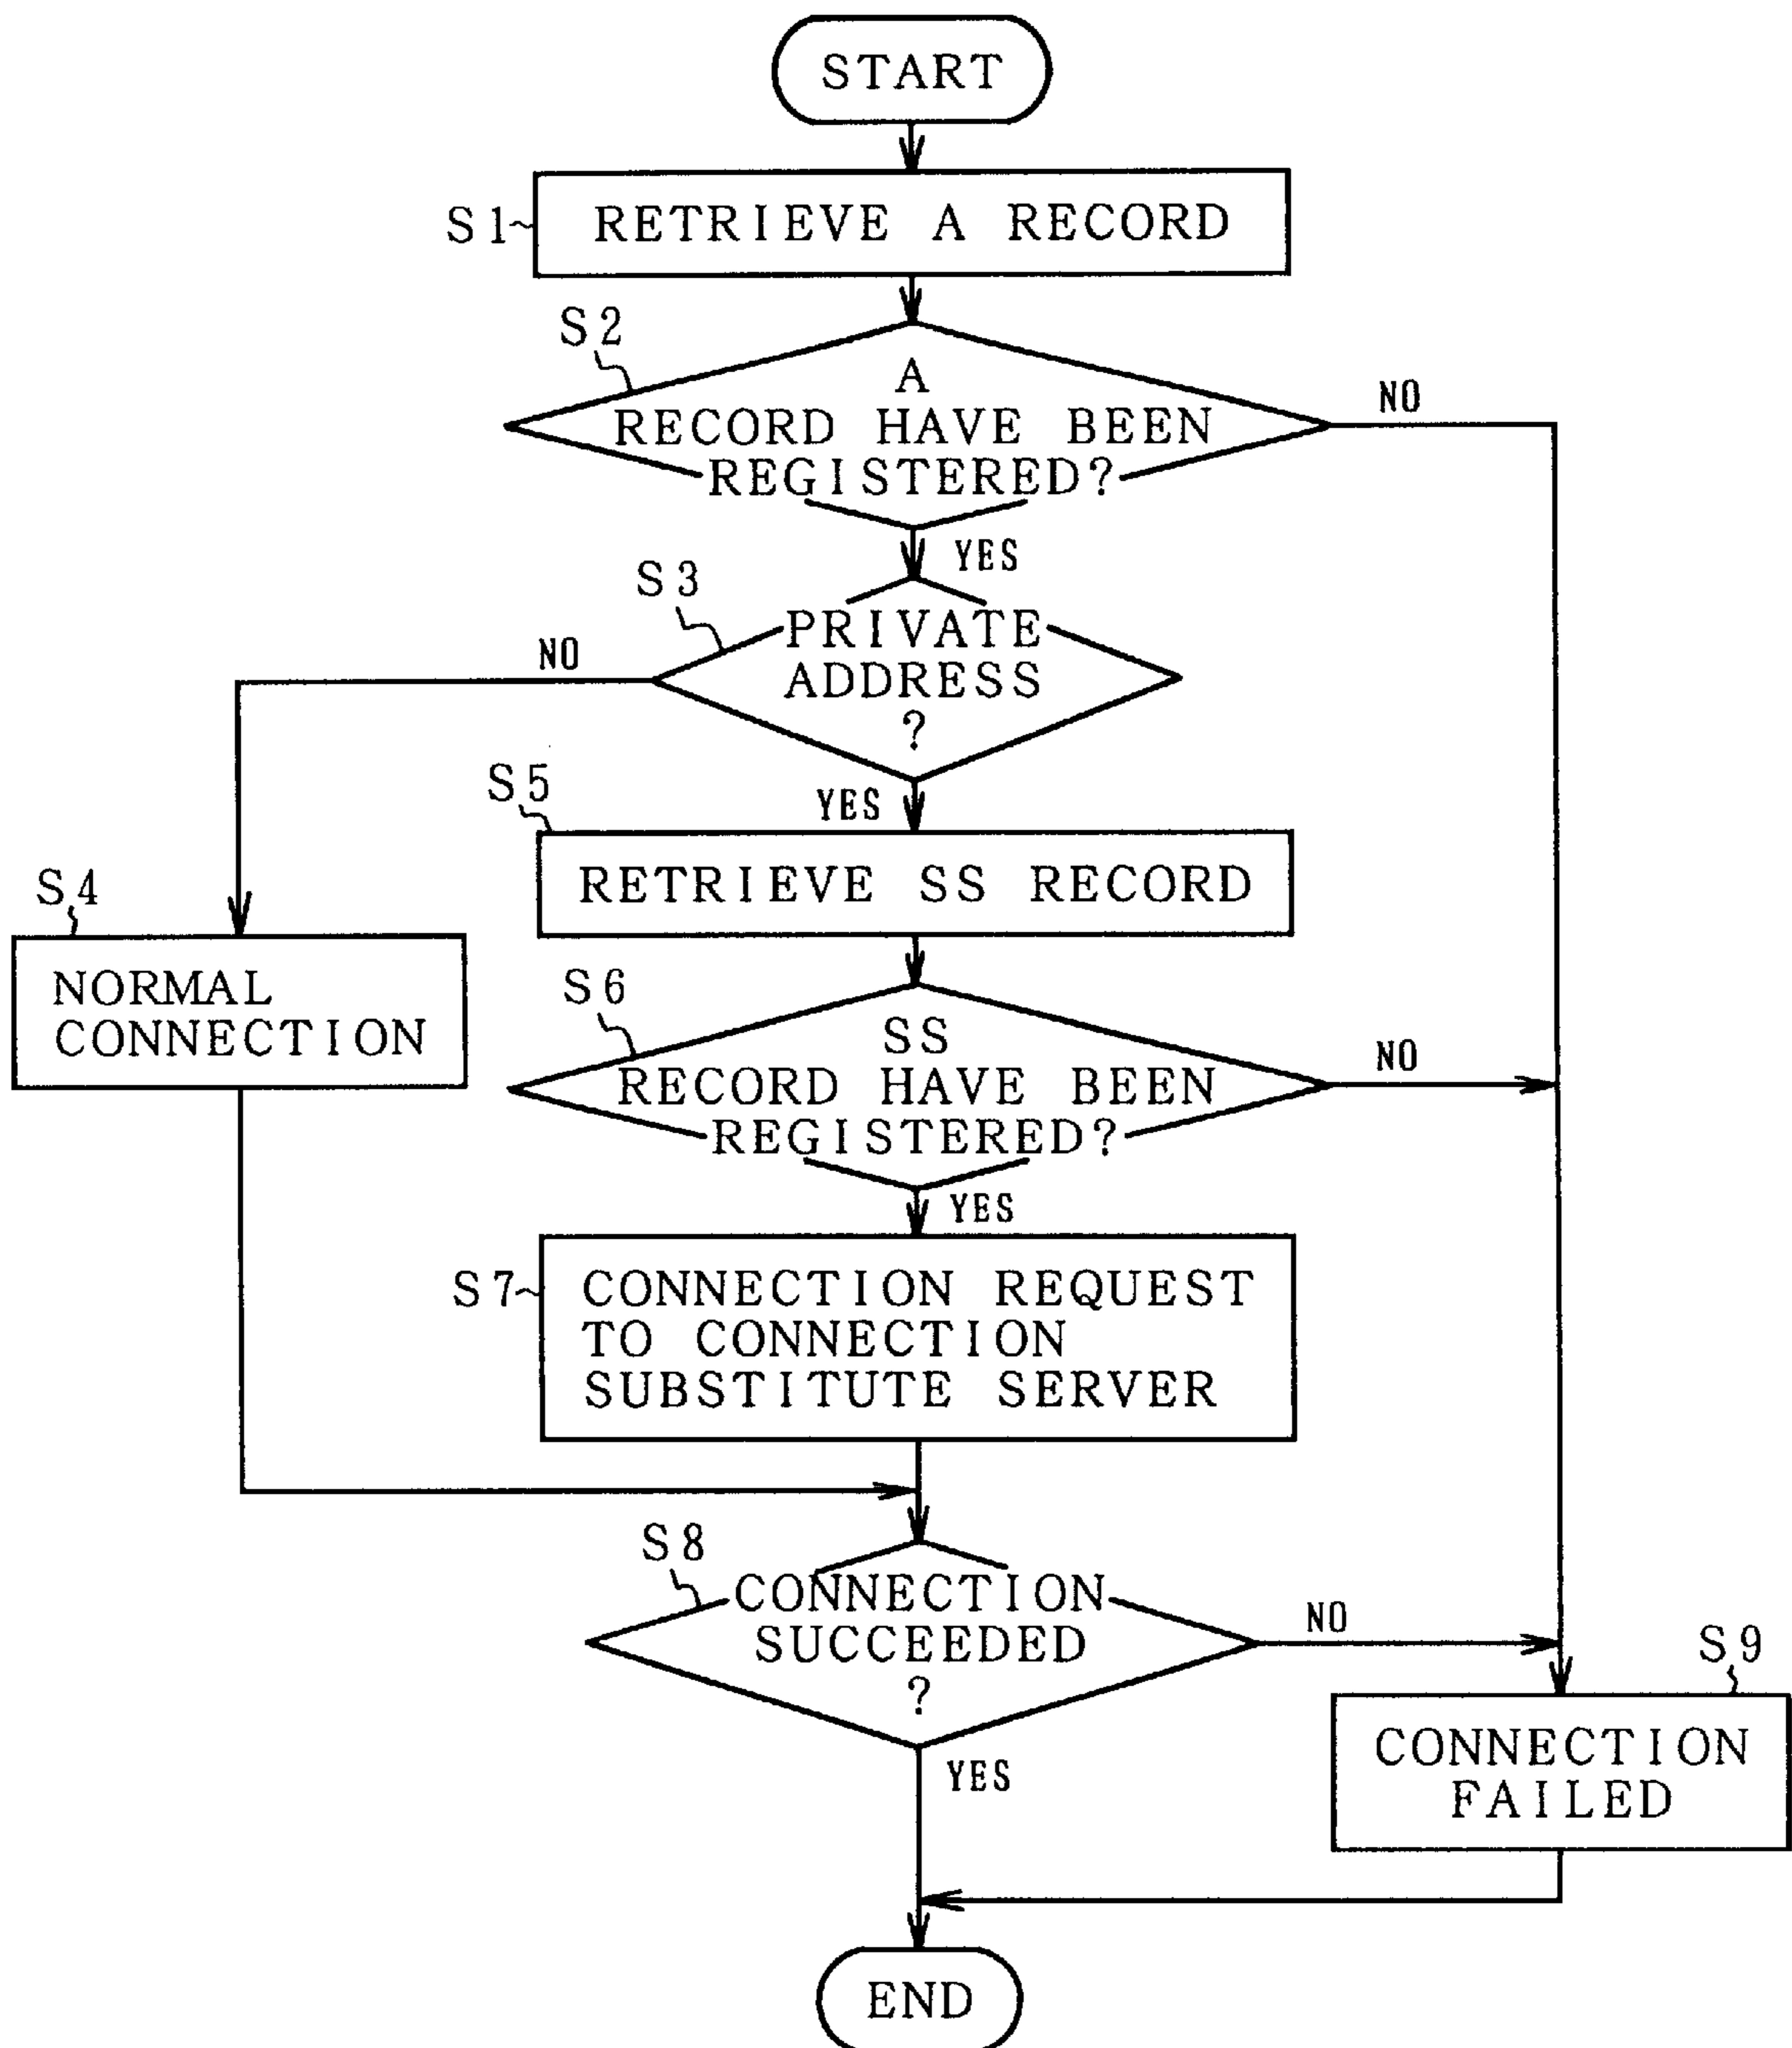 START
S1
RETRIEVE A RECORD
S2
A
RECORD HAVE BEEN
REGISTERED?
NO
YES
S3
PRIVATE
ADDRESS
?
NO
YES
S5
RETRIEVE SS RECORD
S4
NORMAL
CONNECTION
S6
SS
RECORD HAVE BEEN
REGISTERED?
NO
YES
S7
CONNECTION REQUEST
TO CONNECTION
SUBSTITUTE SERVER
S8
CONNECTION
SUCCEEDED
?
NO
YES
S9
CONNECTION
FAILED
END